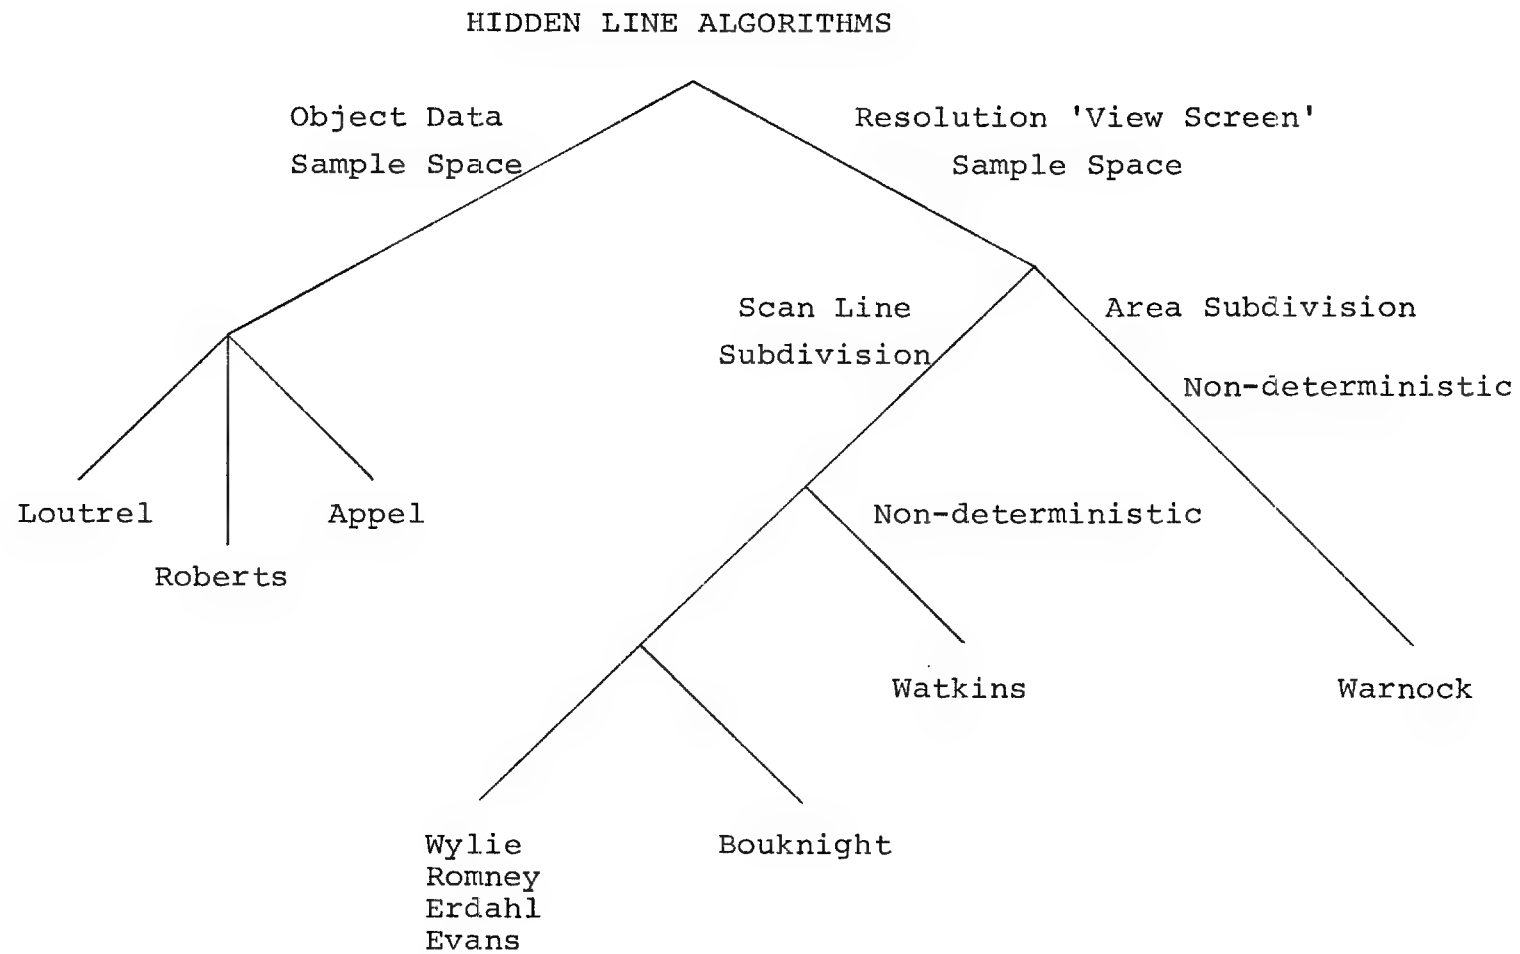 HIDDEN LINE ALGORITHMS
Object Data
Sample Space
Resolution 'View Screen'
Sample Space
Scan Line
Subdivision
Area Subdivision
Non-deterministic
Loutrel
Roberts
Appel
Non-deterministic
Watkins
Warnock
Wylie
Romney
Erdahl
Evans
Bouknight